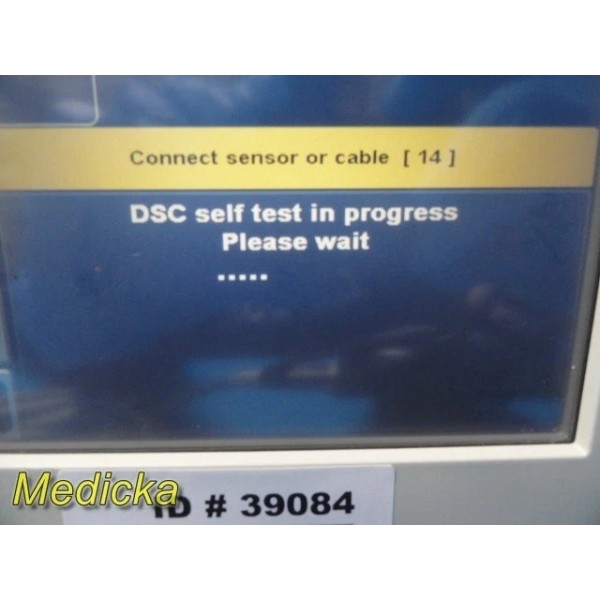 Connect sensor or cable [ 14 ]
DSC self test in progress
Please wait
.....
Medicka
ID # 39084